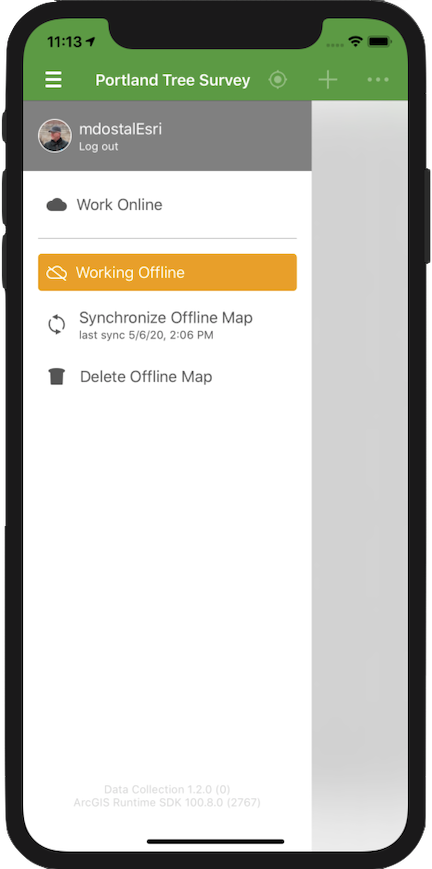 11:13
Portland Tree Survey
mdostalEsri
Log out
Work Online
Working Offline
Synchronize Offline Map
last sync 5/6/20, 2:06 PM
Delete Offline Map
Data Collection 1.2.0 (0)
ArcGIS Runtime SDK 100.8.0 (2767)